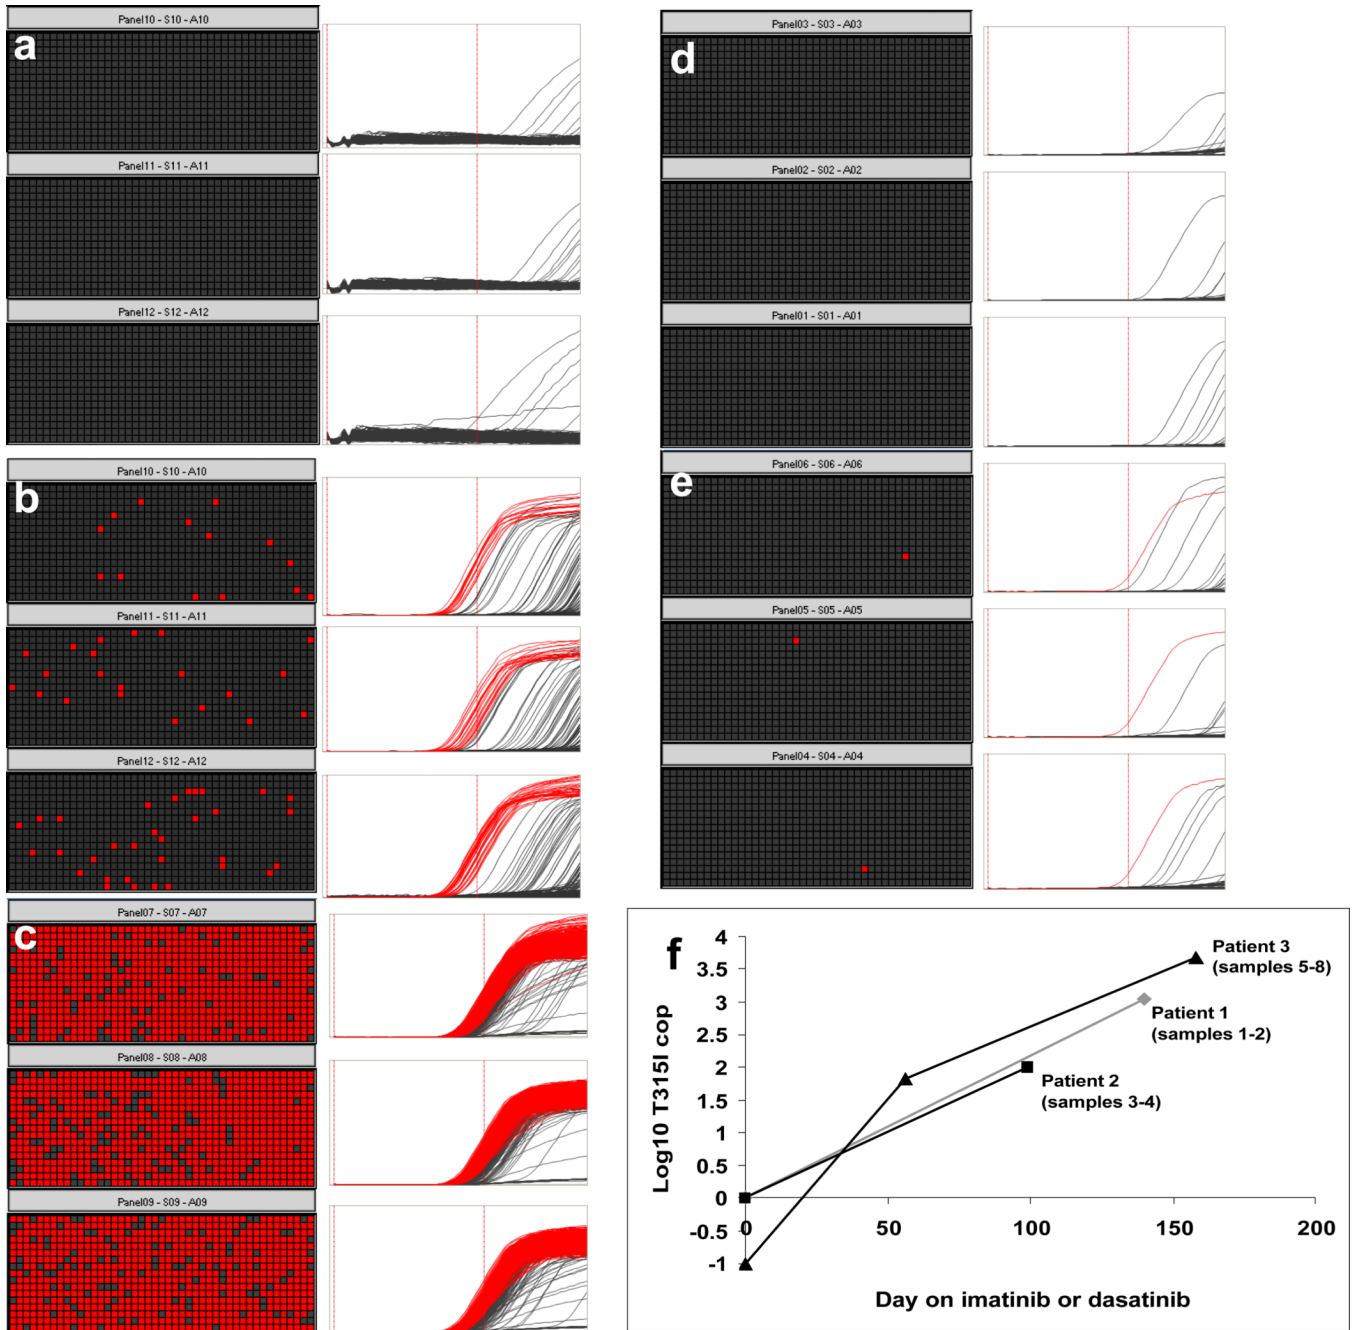 Panel10 - S10 - A10
a
Panel11 - S11 - A11
Panel12 - S12 - A12
Panel10 - S10 - A10
b
Panel11 - S11 - A11
Panel12 - S12 - A12
Panel07 - S07 - A07
c
Panel08 - S08 - A08
Panel09 - S09 - A09
Panel03 - S03 - A03
d
Panel02 - S02 - A02
Panel01 - S01 - A01
Panel06 - S06 - A06
e
Panel05 - S05 - A05
Panel04 - S04 - A04
f
Log10 T315I cop
4
3.5
3
2.5
2
1.5
1
0.5
0
-0.5
-1
0
50
100
150
200
Patient 3
(samples 5-8)
Patient 1
(samples 1-2)
Patient 2
(samples 3-4)
Day on imatinib or dasatinib